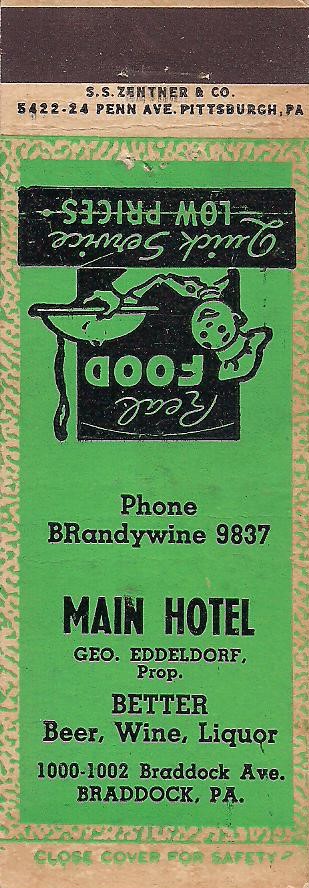 S.S. ZENTNER & CO.
5422-24 PENN AVE. PITTSBURGH, PA
Quick Service
• LOW PRICES •
Real
FOOD
Phone
BRandywine 9837
MAIN HOTEL
GEO. EDDELDORF,
Prop.
BETTER
Beer, Wine, Liquor
1000-1002 Braddock Ave.
BRADDOCK, PA.
CLOSE COVER FOR SAFETY